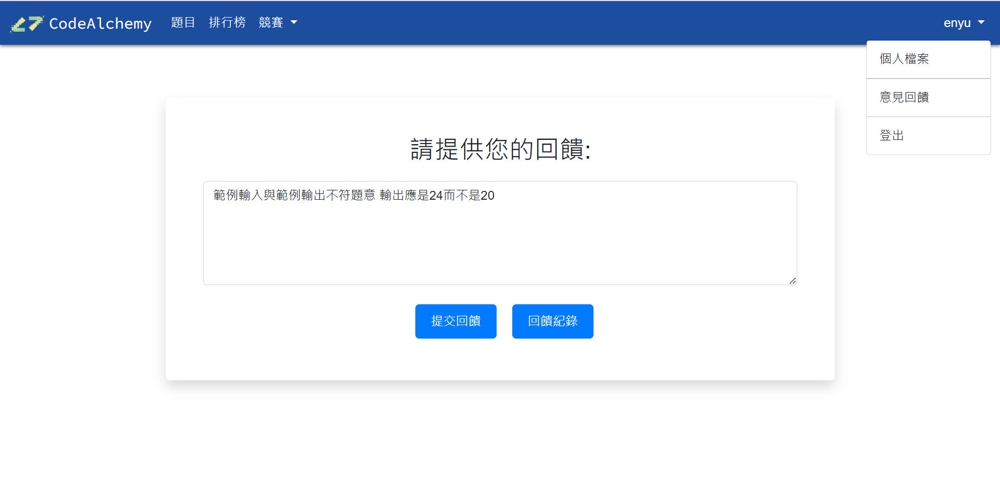 CodeAlchemy 題目 排行榜 競賽 enyu
個人檔案
意見回饋
登出
請提供您的回饋:
範例輸入與範例輸出不符題意 輸出應是24而不是20
提交回饋 回饋紀錄